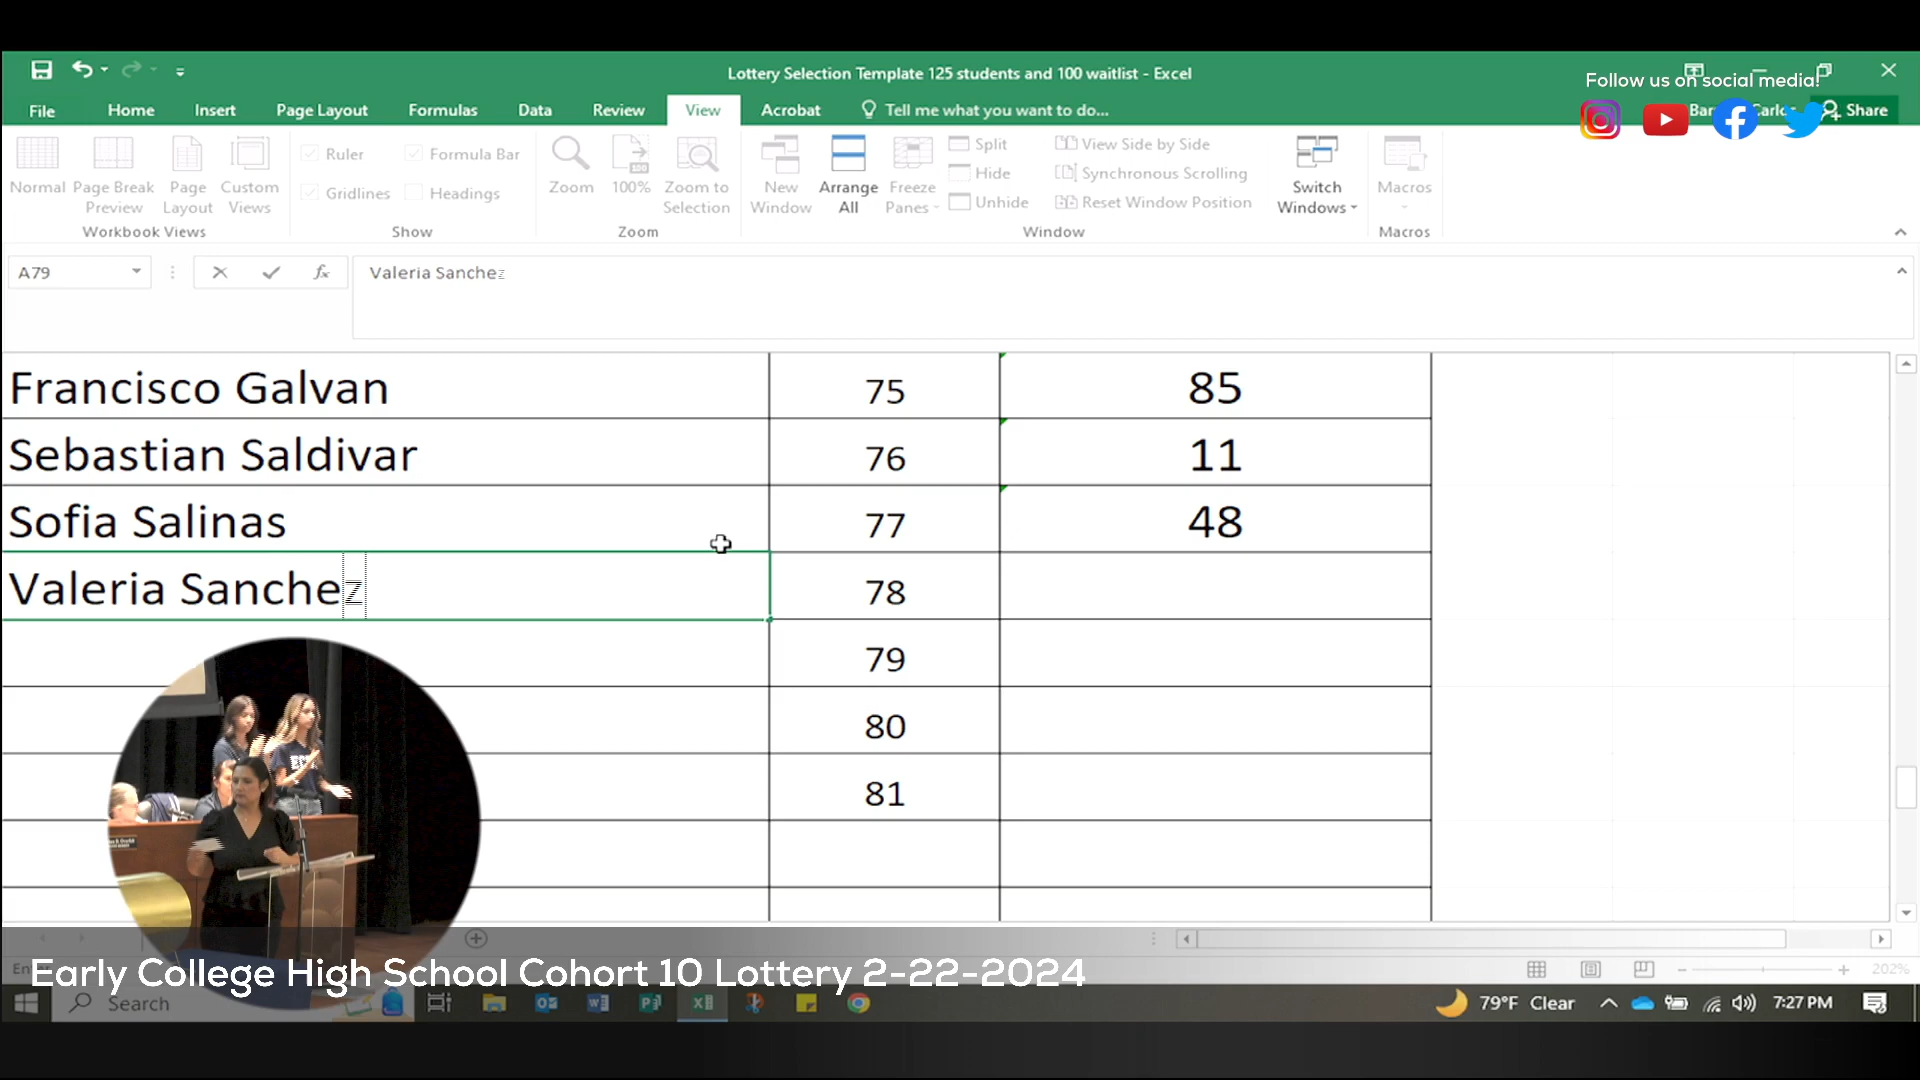 Lottery Selection Template 125 students and 100 waitlist - Excel
Follow us on social media!
File Home Insert Page Layout Formulas Data Review View Acrobat Tell me what you want to do... Share
Normal Page Break Preview Page Layout Custom Views
Workbook Views
Ruler Formula Bar
Gridlines Headings
Show
Zoom 100% Zoom to Selection
Zoom
New Window Arrange All Freeze Panes
Split View Side by Side
Hide Synchronous Scrolling
Unhide Reset Window Position
Switch Windows
Window
Macros
Macros
A79 fx Valeria Sanchez
Francisco Galvan 75 85
Sebastian Saldivar 76 11
Sofia Salinas 77 48
Valeria Sanchez 78
79
80
81
Early College High School Cohort 10 Lottery 2-22-2024
202%
Search 79°F Clear 7:27 PM